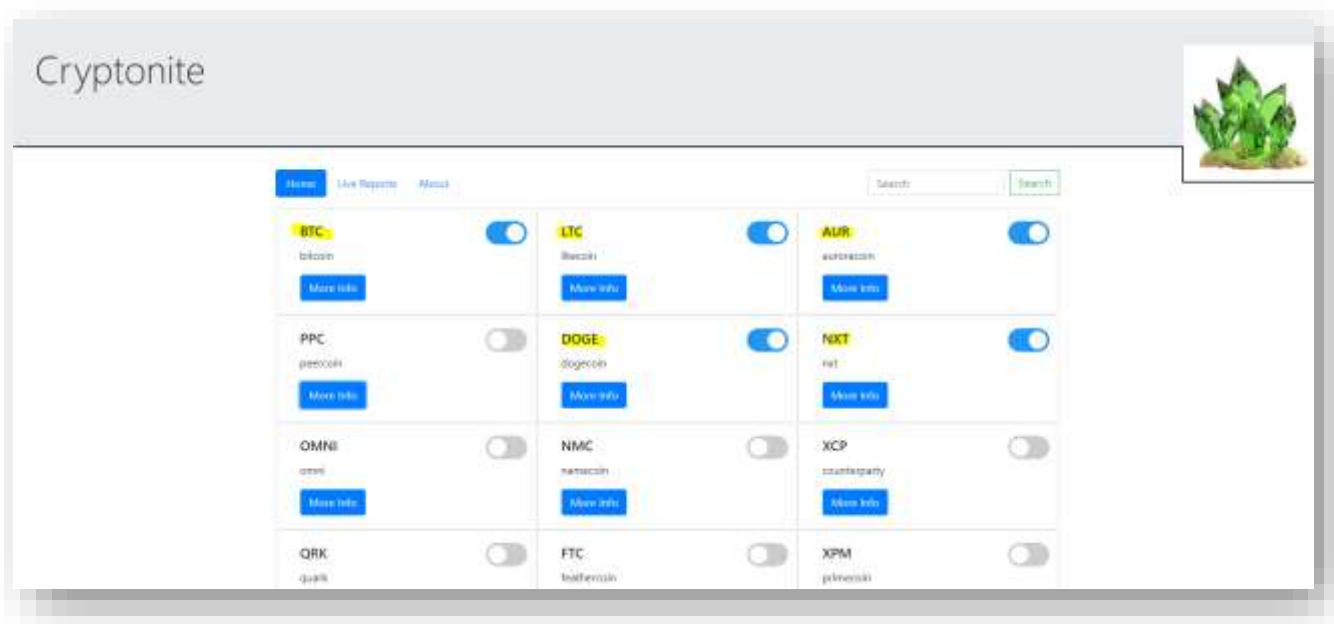 Cryptonite
Home Live Reports About Search Search
BTC LTC AUR
bitcoin litecoin auroracoin
More Info More Info More Info
PPC DOGE NXT
peercoin dogecoin nxt
More Info More Info More Info
OMNI NMC XCP
omni namecoin counterparty
More Info More Info More Info
QRK FTC XPM
quark feathercoin primecoin